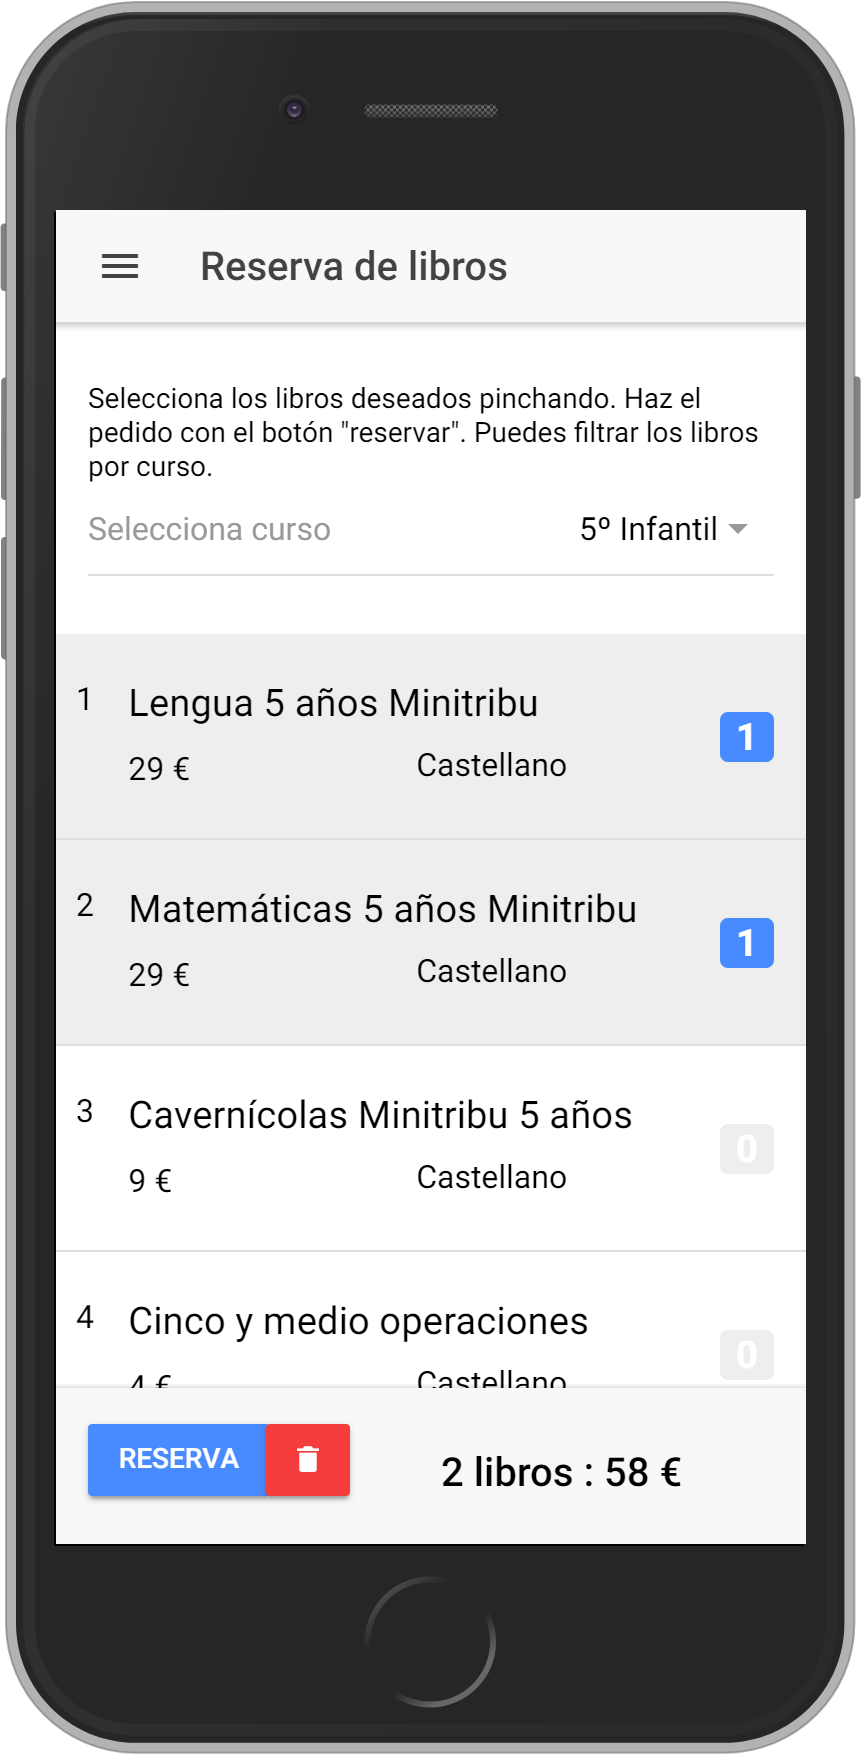 Reserva de libros
Selecciona los libros deseados pinchando. Haz el
pedido con el botón "reservar". Puedes filtrar los libros
por curso.
Selecciona curso 5º Infantil
1 Lengua 5 años Minitribu
1
29 € Castellano
2 Matemáticas 5 años Minitribu
1
29 € Castellano
3 Cavernícolas Minitribu 5 años
0
9 € Castellano
4 Cinco y medio operaciones
0
4 € Castellano
RESERVA 2 libros : 58 €